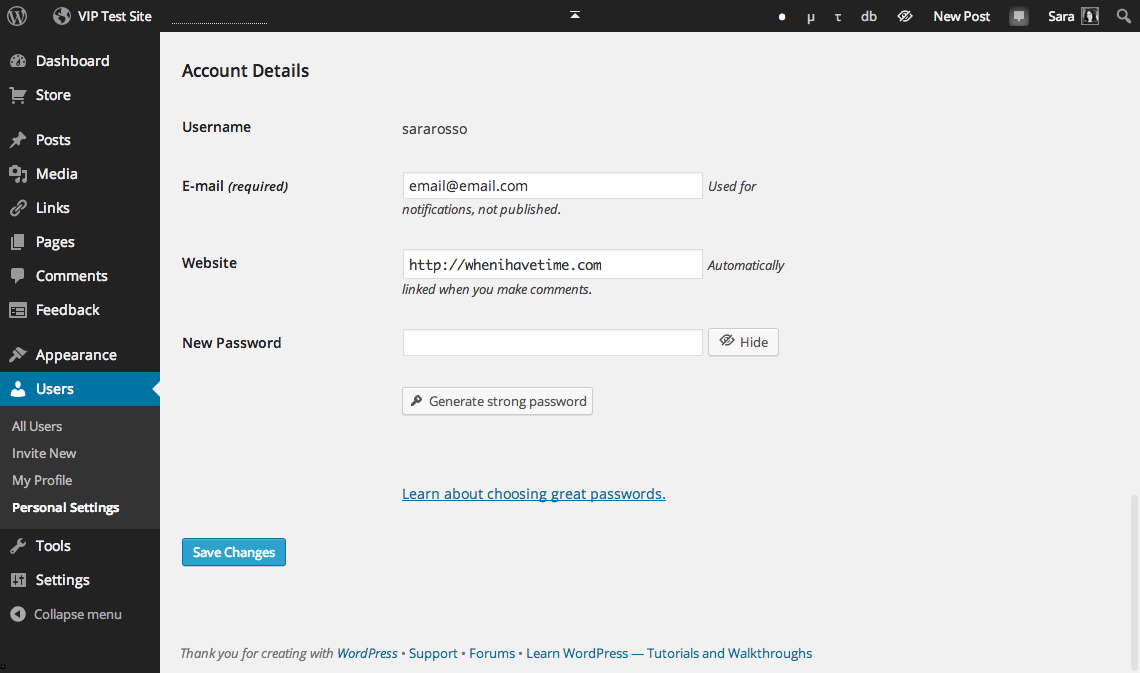 VIP Test Site
µ τ db New Post Sara
Dashboard
Store
Posts
Media
Links
Pages
Comments
Feedback
Appearance
Users
All Users
Invite New
My Profile
Personal Settings
Tools
Settings
Collapse menu
Account Details
Username sararosso
E-mail (required) email@email.com Used for
notifications, not published.
Website http://whenihavetime.com Automatically
linked when you make comments.
New Password Hide
Generate strong password
Learn about choosing great passwords.
Save Changes
Thank you for creating with WordPress • Support • Forums • Learn WordPress — Tutorials and Walkthroughs